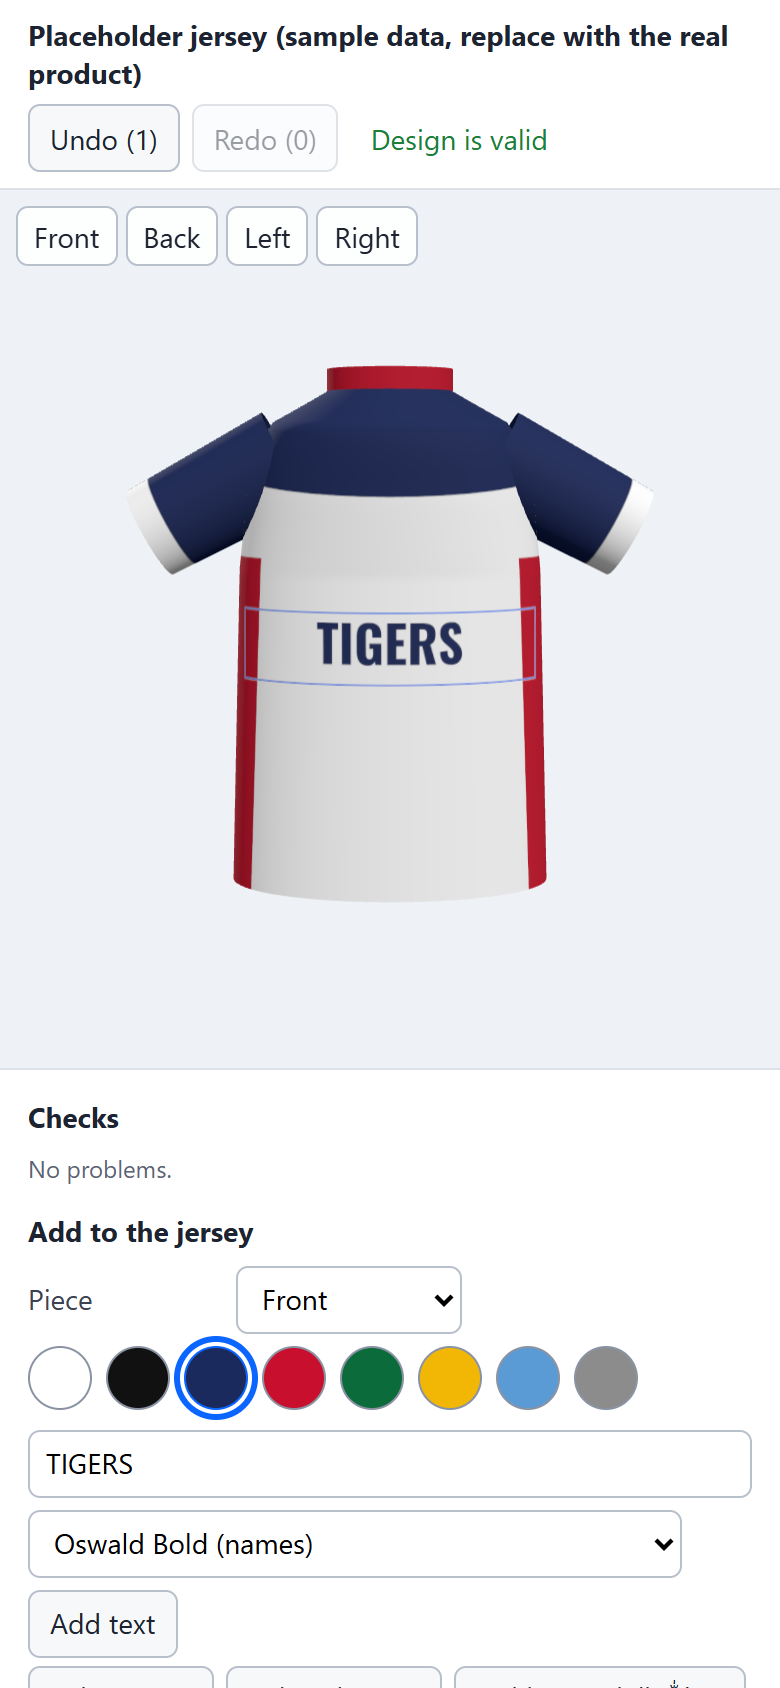 Placeholder jersey (sample data, replace with the real
product)
Undo (1)
Redo (0)
Design is valid
Front
Back
Left
Right
TIGERS
Checks
No problems.
Add to the jersey
Piece
Front
TIGERS
Oswald Bold (names)
Add text